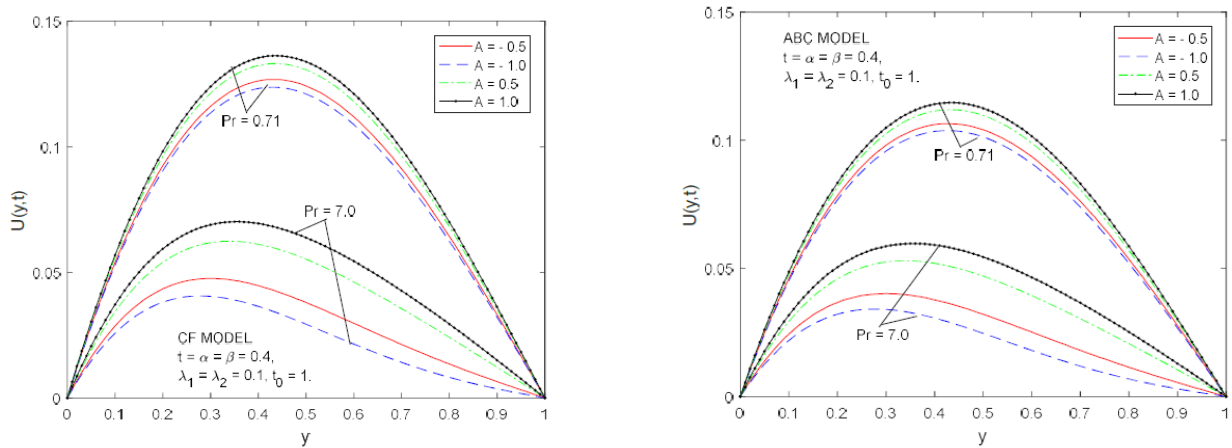 0.15
A = - 0.5
A = - 1.0
A = 0.5
A = 1.0
Pr = 0.71
0.1
U(y,t)
Pr = 7.0
0.05
CF MODEL
t = α = β = 0.4,
λ1 = λ2 = 0.1, t0 = 1.
0
0 0.1 0.2 0.3 0.4 0.5 0.6 0.7 0.8 0.9 1
y
0.15
ABC MODEL
t = α = β = 0.4,
λ1 = λ2 = 0.1, t0 = 1.
A = - 0.5
A = - 1.0
A = 0.5
A = 1.0
0.1
Pr = 0.71
U(y,t)
0.05
Pr = 7.0
0
0 0.1 0.2 0.3 0.4 0.5 0.6 0.7 0.8 0.9 1
y